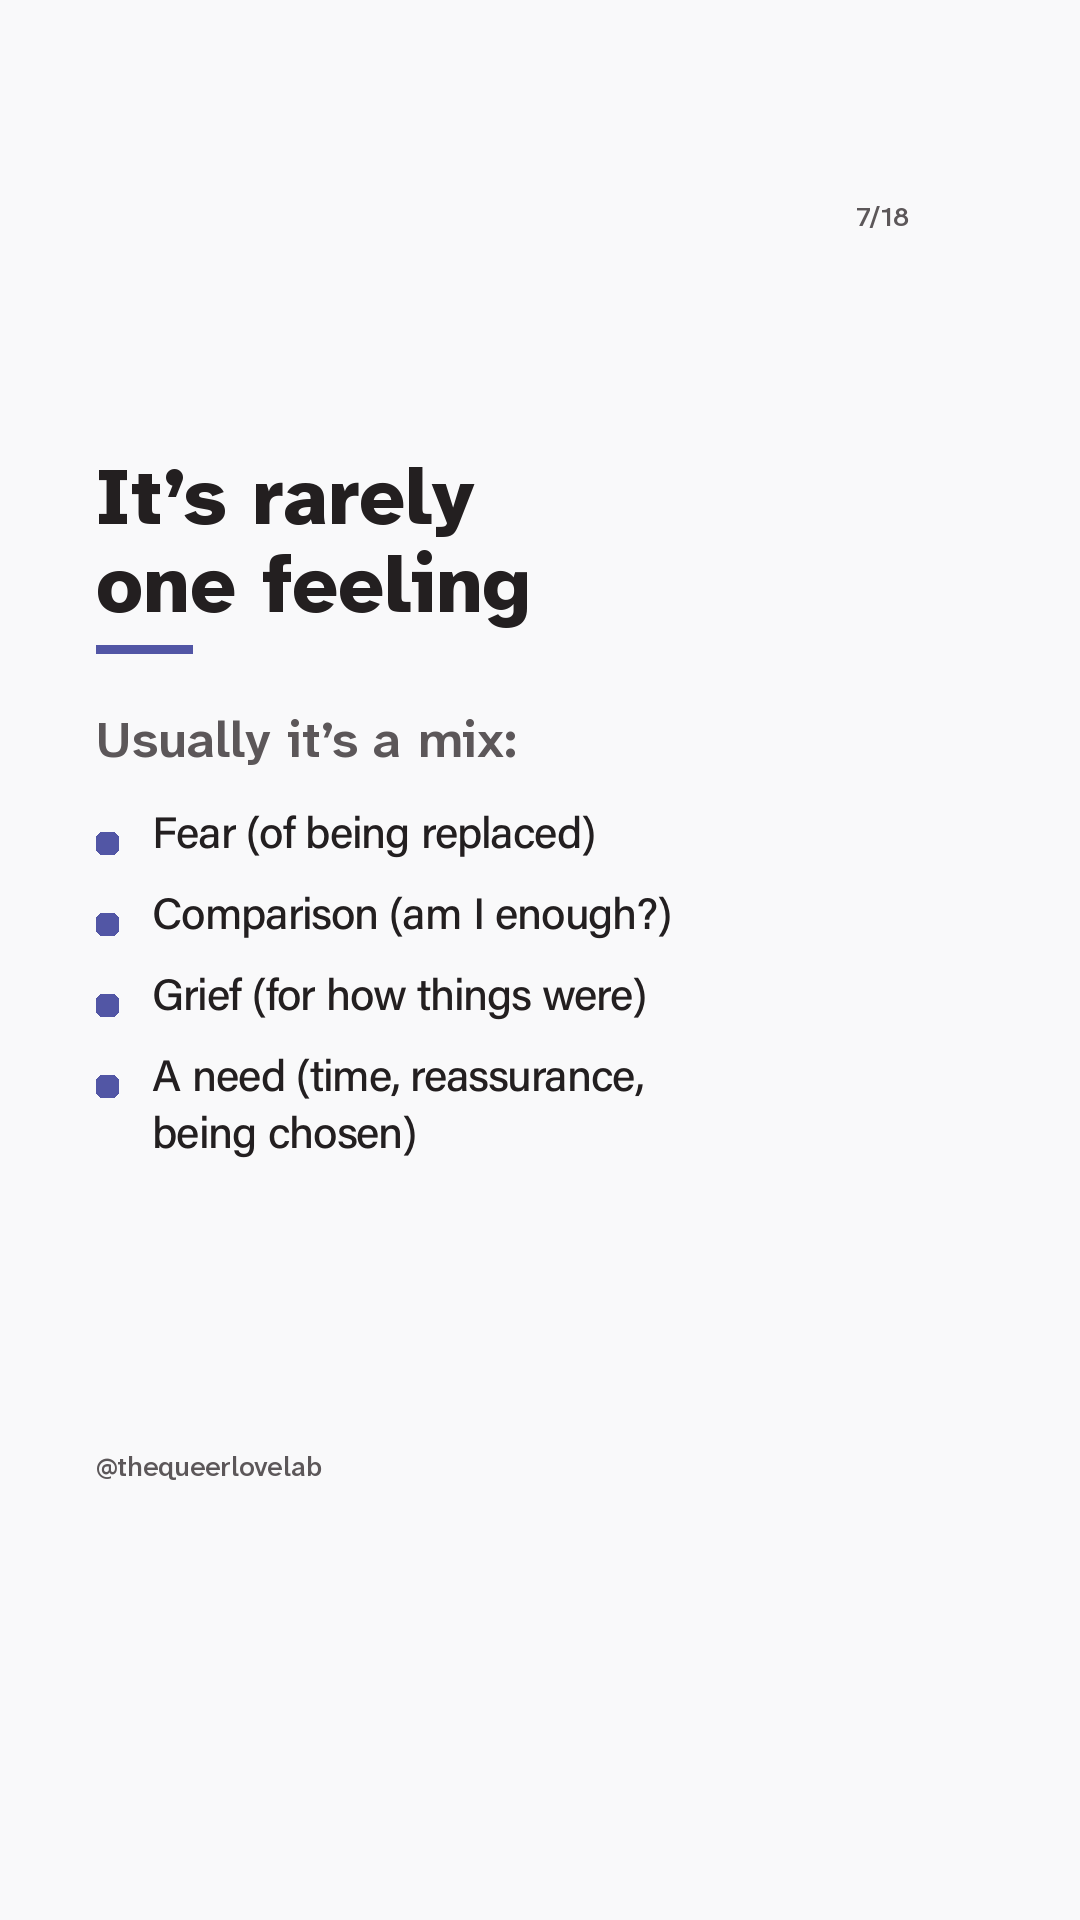 7/18
It’s rarely
one feeling
Usually it’s a mix:
Fear (of being replaced)
Comparison (am I enough?)
Grief (for how things were)
A need (time, reassurance,
being chosen)
@thequeerlovelab